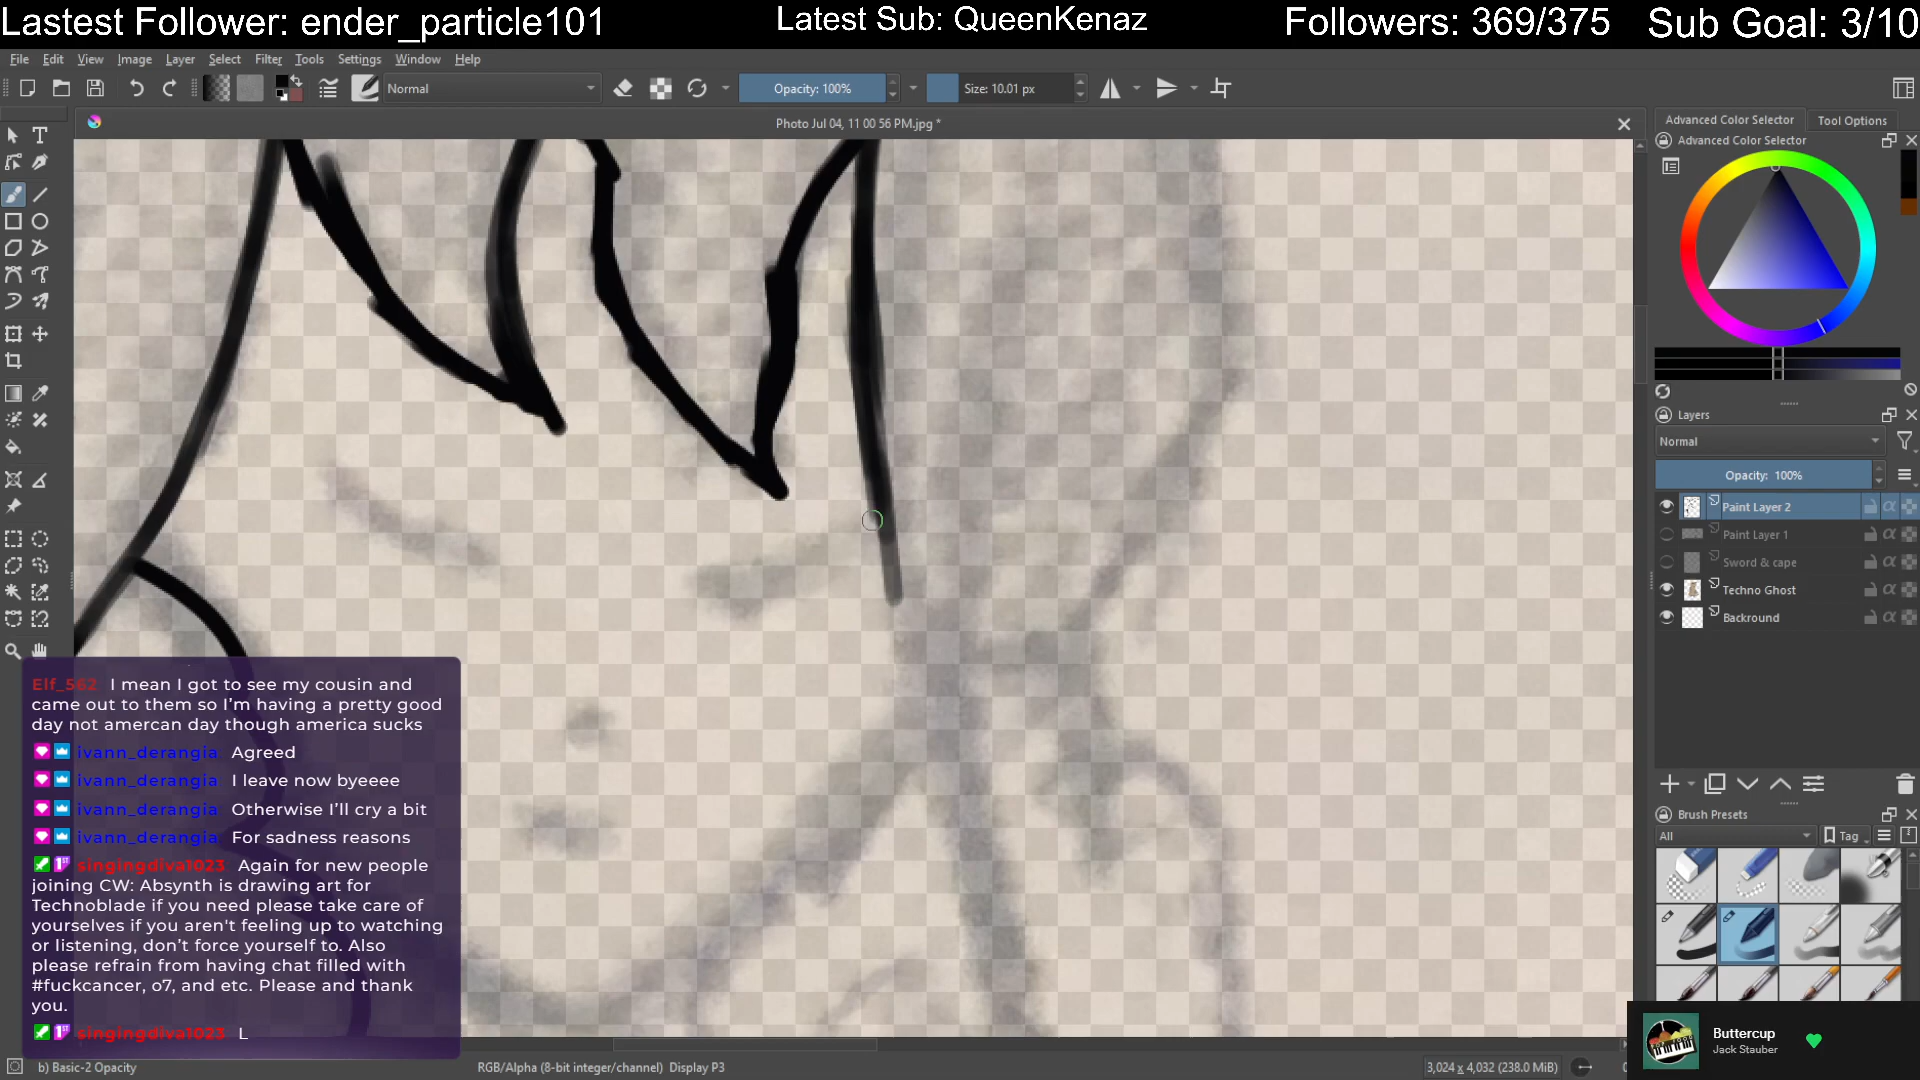 Lastest Follower: ender_particle101
Latest Sub: QueenKenaz
Followers: 369/375
Sub Goal: 3/10
File Edit View Image Layer Select Filter Tools Settings Window Help
Normal
Opacity: 100%
Size: 10.01 px
Photo Jul 04, 11 00 56 PM.jpg *
Advanced Color Selector
Tool Options
Advanced Color Selector
Layers
Normal
Opacity: 100%
Paint Layer 2
Paint Layer 1
Sword & cape
Techno Ghost
Backround
Brush Presets
All
Tag
Elf_562 I mean I got to see my cousin and
came out to them so I'm having a pretty good
day not amercan day though america sucks
ivann_derangia Agreed
ivann_derangia I leave now byeeee
ivann_derangia Otherwise I'll cry a bit
ivann_derangia For sadness reasons
singingdiva1023 Again for new people
joining CW: Absynth is drawing art for
Technoblade if you need please take care of
yourselves if you aren't feeling up to watching
or listening, don't force yourself to. Also
please refrain from having chat filled with
#fuckcancer, o7, and etc. Please and thank
you.
singingdiva1023 L
Buttercup
Jack Stauber
b) Basic-2 Opacity
RGB/Alpha (8-bit integer/channel) Display P3
3,024 x 4,032 (238.0 MiB)